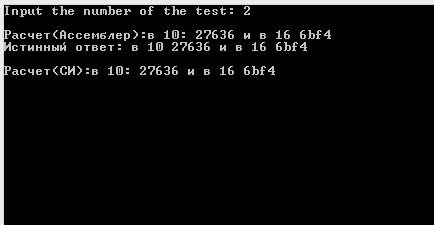 Input the number of the test: 2
Расчет(Ассемблер):в 10: 27636 и в 16 6bf4
Истинный ответ: в 10 27636 и в 16 6bf4
Расчет(СИ):в 10: 27636 и в 16 6bf4